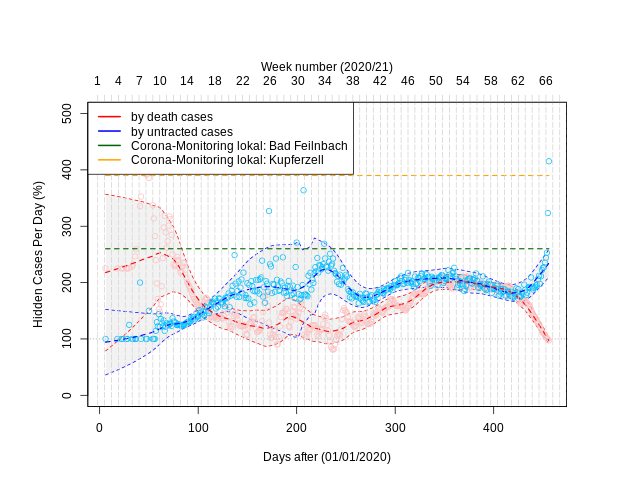 Week number (2020/21)
1 4 7 10 14 18 22 26 30 34 38 42 46 50 54 58 62 66
by death cases
by untracted cases
Corona-Monitoring lokal: Bad Feilnbach
Corona-Monitoring lokal: Kupferzell
Hidden Cases Per Day (%)
500
400
300
200
100
0
0 100 200 300 400
Days after (01/01/2020)